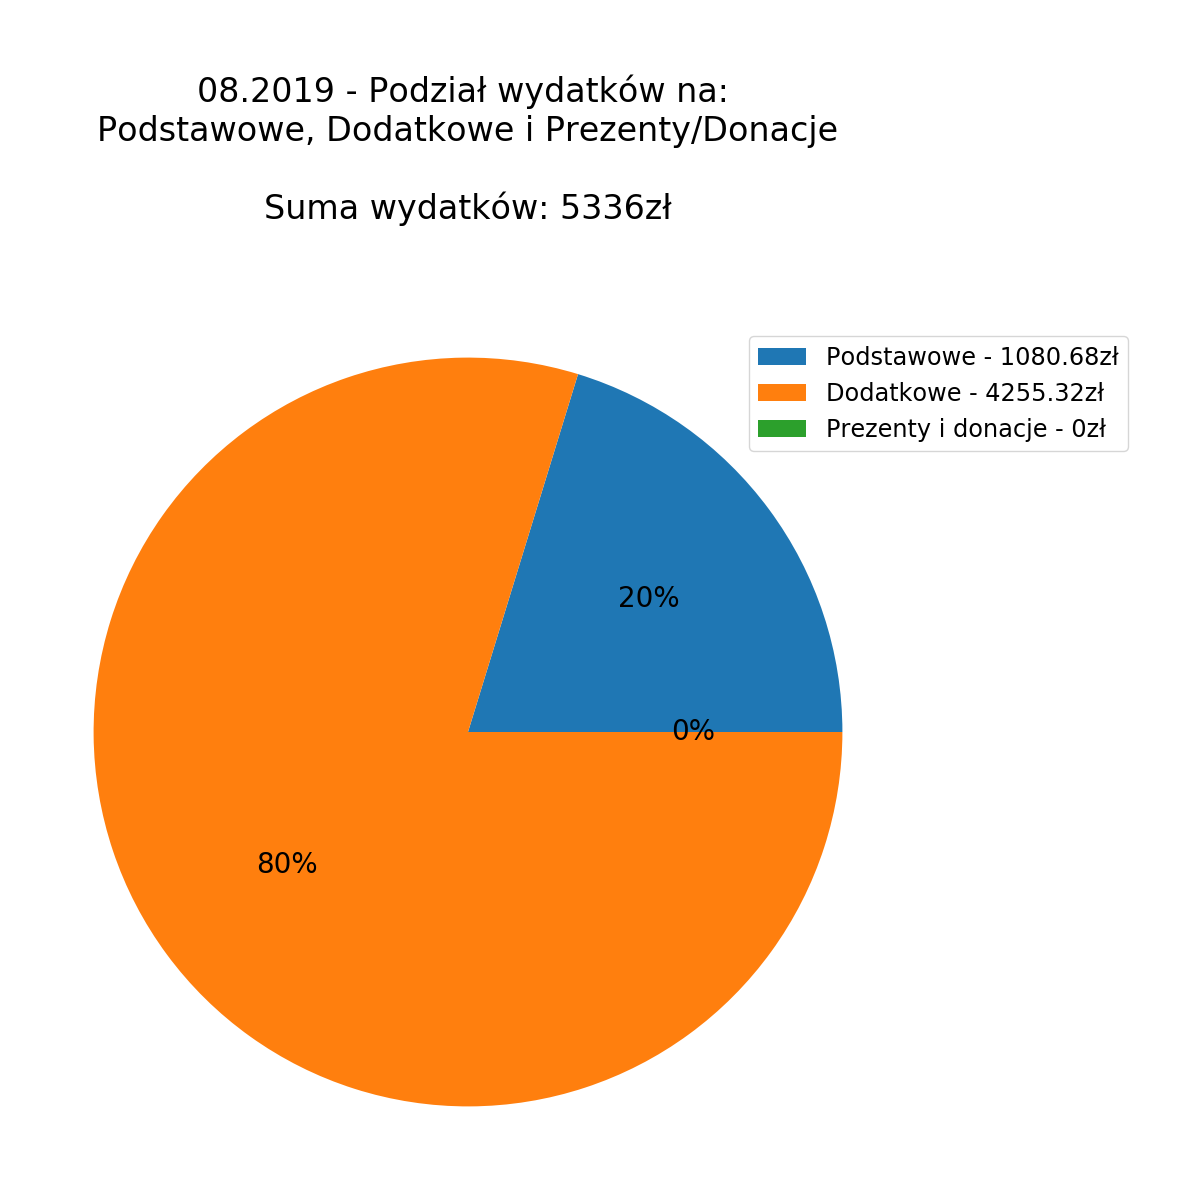 08.2019 - Podział wydatków na:
Podstawowe, Dodatkowe i Prezenty/Donacje
Suma wydatków: 5336zł
Podstawowe - 1080.68zł
Dodatkowe - 4255.32zł
Prezenty i donacje - 0zł
20%
0%
80%